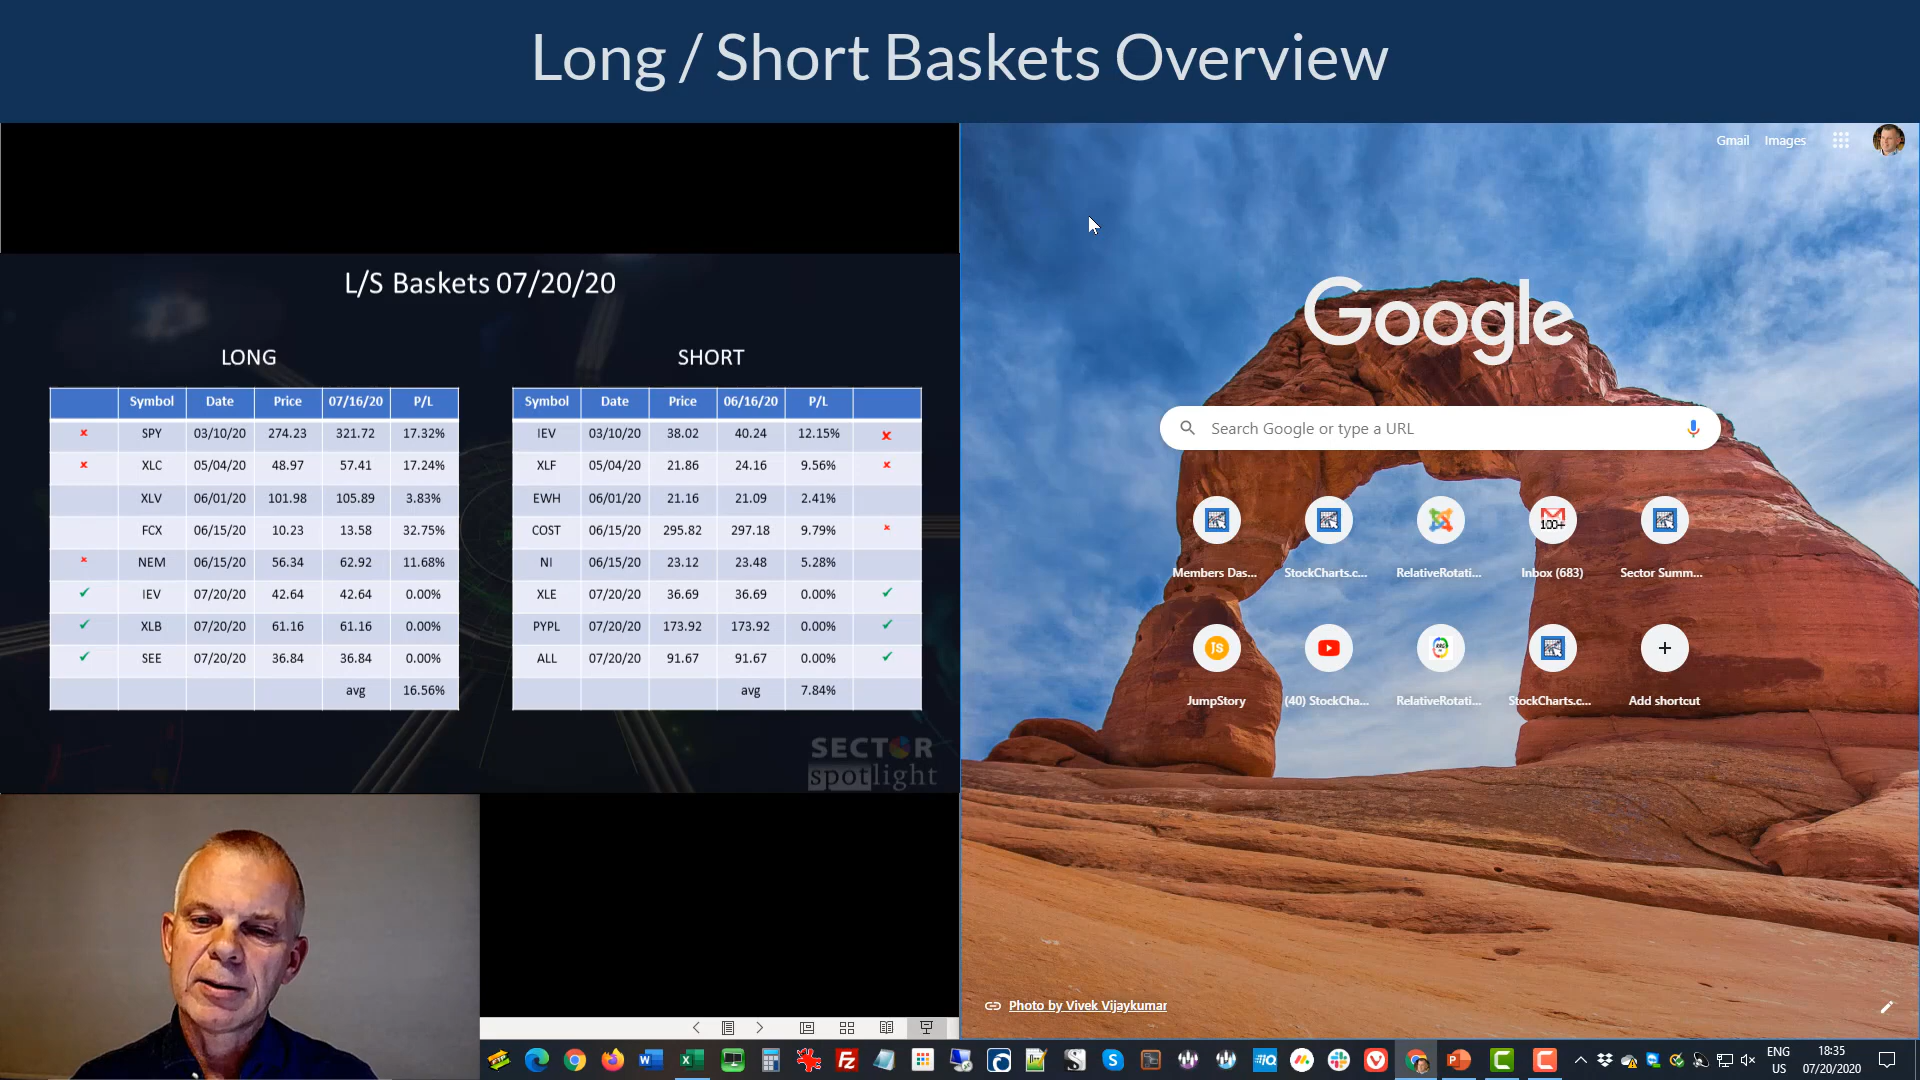 Long / Short Baskets Overview
Gmail Images
L/S Baskets 07/20/20
LONG
Symbol Date Price 07/16/20 P/L
SPY 03/10/20 274.23 321.72 17.32%
XLC 05/04/20 48.97 57.41 17.24%
XLV 06/01/20 101.98 105.89 3.83%
FCX 06/15/20 10.23 13.58 32.75%
NEM 06/15/20 56.34 62.92 11.68%
IEV 07/20/20 42.64 42.64 0.00%
XLB 07/20/20 61.16 61.16 0.00%
SEE 07/20/20 36.84 36.84 0.00%
avg 16.56%
SHORT
Symbol Date Price 06/16/20 P/L
IEV 03/10/20 38.02 40.24 12.15%
XLF 05/04/20 21.86 24.16 9.56%
EWH 06/01/20 21.16 21.09 2.41%
COST 06/15/20 295.82 297.18 9.79%
NI 06/15/20 23.12 23.48 5.28%
XLE 07/20/20 36.69 36.69 0.00%
PYPL 07/20/20 173.92 173.92 0.00%
ALL 07/20/20 91.67 91.67 0.00%
avg 7.84%
SECTOR
spotlight
Google
Search Google or type a URL
100+
Members Das... StockCharts.c... RelativeRotati... Inbox (683) Sector Summ...
JS
JumpStory (40) StockCha... RelativeRotati... StockCharts.c... Add shortcut
Photo by Vivek Vijaykumar
ENG
US
18:35
07/20/2020